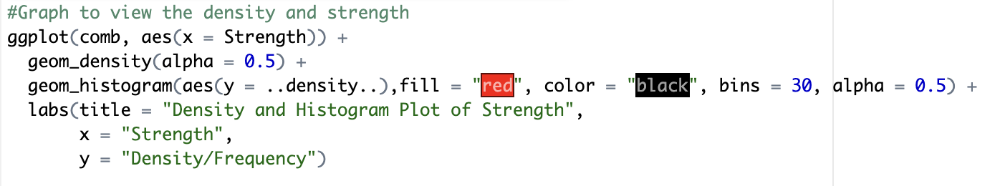 #Graph to view the density and strength
ggplot(comb, aes(x = Strength)) +
  geom_density(alpha = 0.5) +
  geom_histogram(aes(y = ..density..),fill = "red", color = "black", bins = 30, alpha = 0.5) +
  labs(title = "Density and Histogram Plot of Strength",
       x = "Strength",
       y = "Density/Frequency")